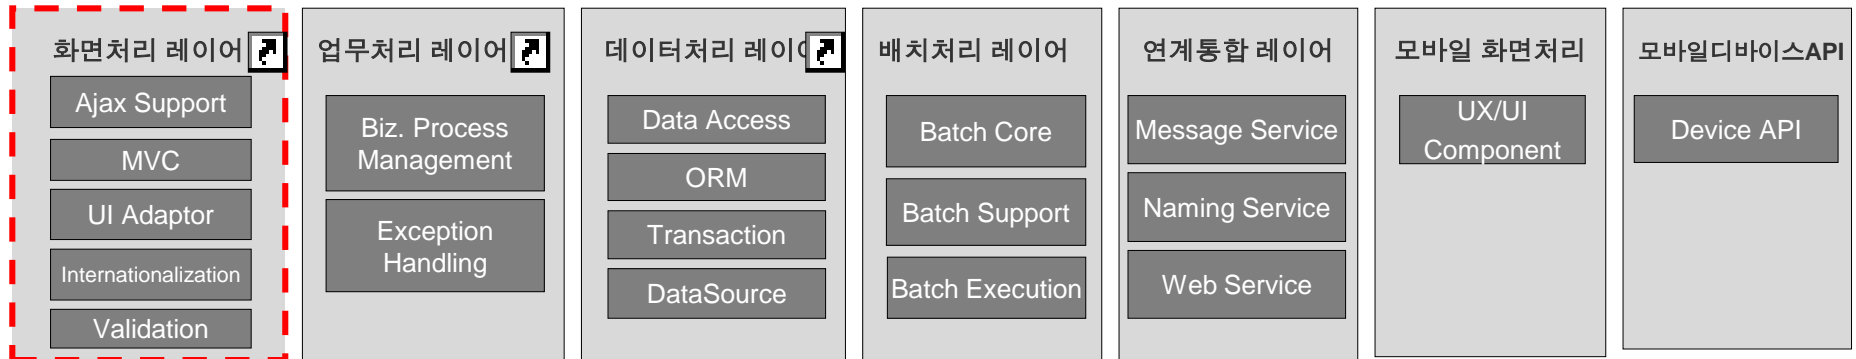 화면처리 레이어
Ajax Support
MVC
UI Adaptor
Internationalization
Validation
업무처리 레이어
Biz. Process
Management
Exception
Handling
데이터처리 레이어
Data Access
ORM
Transaction
DataSource
배치처리 레이어
Batch Core
Batch Support
Batch Execution
연계통합 레이어
Message Service
Naming Service
Web Service
모바일 화면처리
UX/UI
Component
모바일디바이스API
Device API